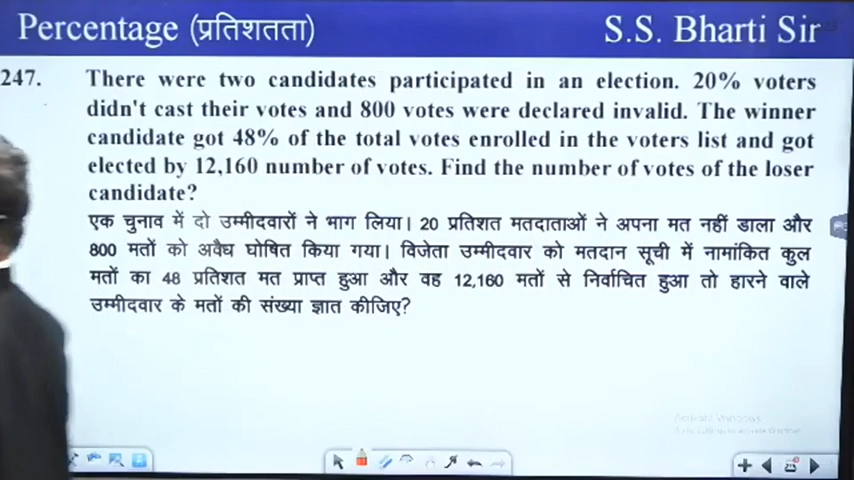 Percentage (प्रतिशतता)
S.S. Bharti Sir
247. There were two candidates participated in an election. 20% voters
didn't cast their votes and 800 votes were declared invalid. The winner
candidate got 48% of the total votes enrolled in the voters list and got
elected by 12,160 number of votes. Find the number of votes of the loser
candidate?
एक चुनाव में दो उम्मीदवारों ने भाग लिया। 20 प्रतिशत मतदाताओं ने अपना मत नहीं डाला और
800 मतों को अवैध घोषित किया गया। विजेता उम्मीदवार को मतदान सूची में नामांकित कुल
मतों का 48 प्रतिशत मत प्राप्त हुआ और वह 12,160 मतों से निर्वाचित हुआ तो हारने वाले
उम्मीदवार के मतों की संख्या ज्ञात कीजिए?
Activate Windows